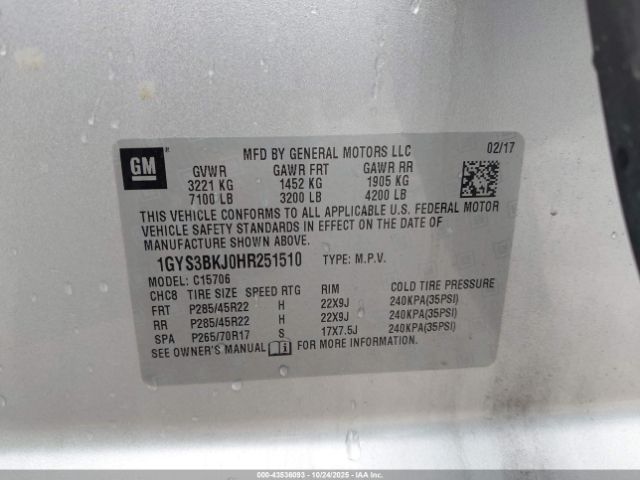 GM
MFD BY GENERAL MOTORS LLC 02/17
GVWR GAWR FRT GAWR RR
3221 KG 1452 KG 1905 KG
7100 LB 3200 LB 4200 LB
THIS VEHICLE CONFORMS TO ALL APPLICABLE U.S. FEDERAL MOTOR
VEHICLE SAFETY STANDARDS IN EFFECT ON THE DATE OF
MANUFACTURE SHOWN ABOVE.
1GYS3BKJ0HR251510 TYPE: M.P.V.
MODEL: C15706
CHC8 TIRE SIZE SPEED RTG RIM COLD TIRE PRESSURE
FRT P285/45R22 H 22X9J 240KPA(35PSI)
RR P285/45R22 H 22X9J 240KPA(35PSI)
SPA P265/70R17 S 17X7.5J 240KPA(35PSI)
SEE OWNER'S MANUAL i FOR MORE INFORMATION.
000-43536093 - 10/24/2025 - IAAI.com